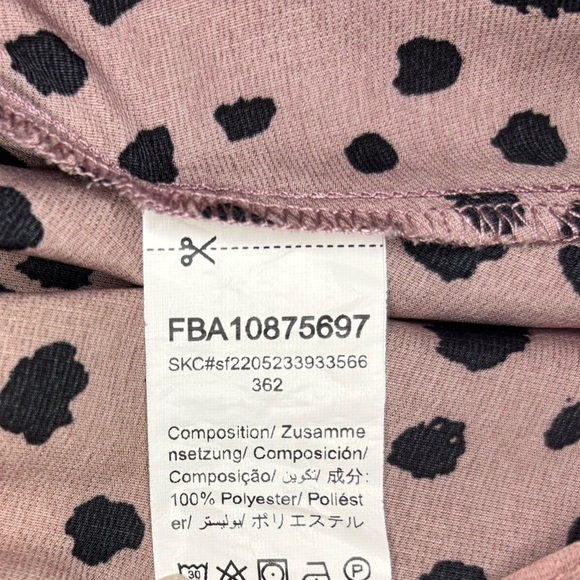 FBA10875697
SKC#sf2205233933566
362
Composition/ Zusamme
nsetzung/ Composición/
Composição/ تكوين/ 成分:
100% Polyester/ Poliést
er/ بوليستر/ ポリエステル
30
P